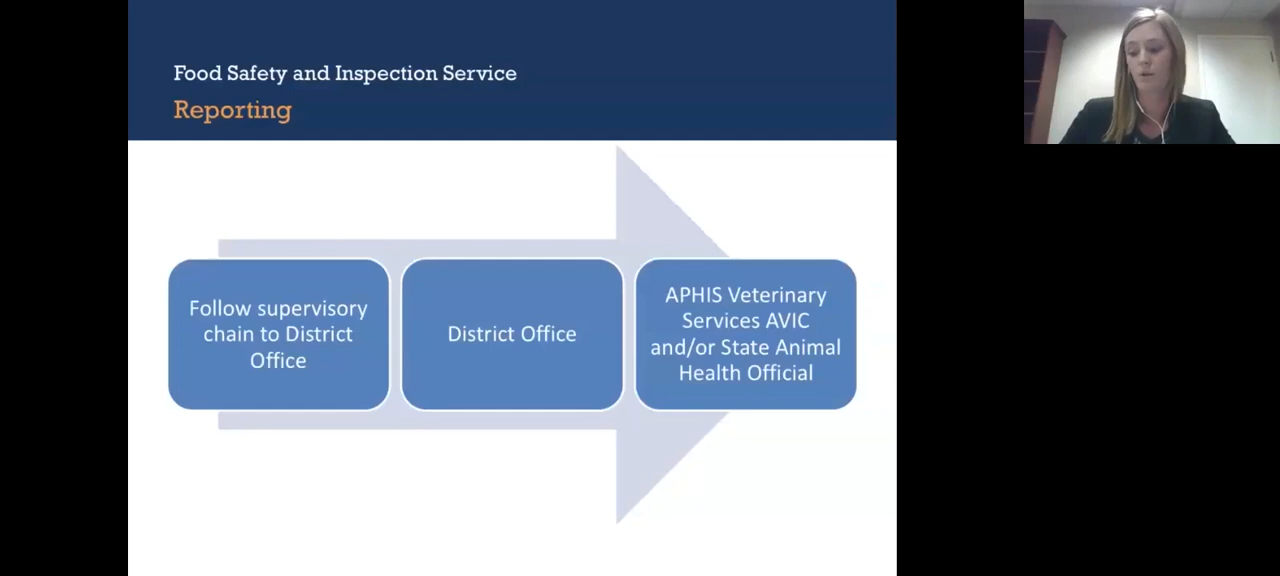 Food Safety and Inspection Service
Reporting
Follow supervisory
chain to District
Office
District Office
APHIS Veterinary
Services AVIC
and/or State Animal
Health Official